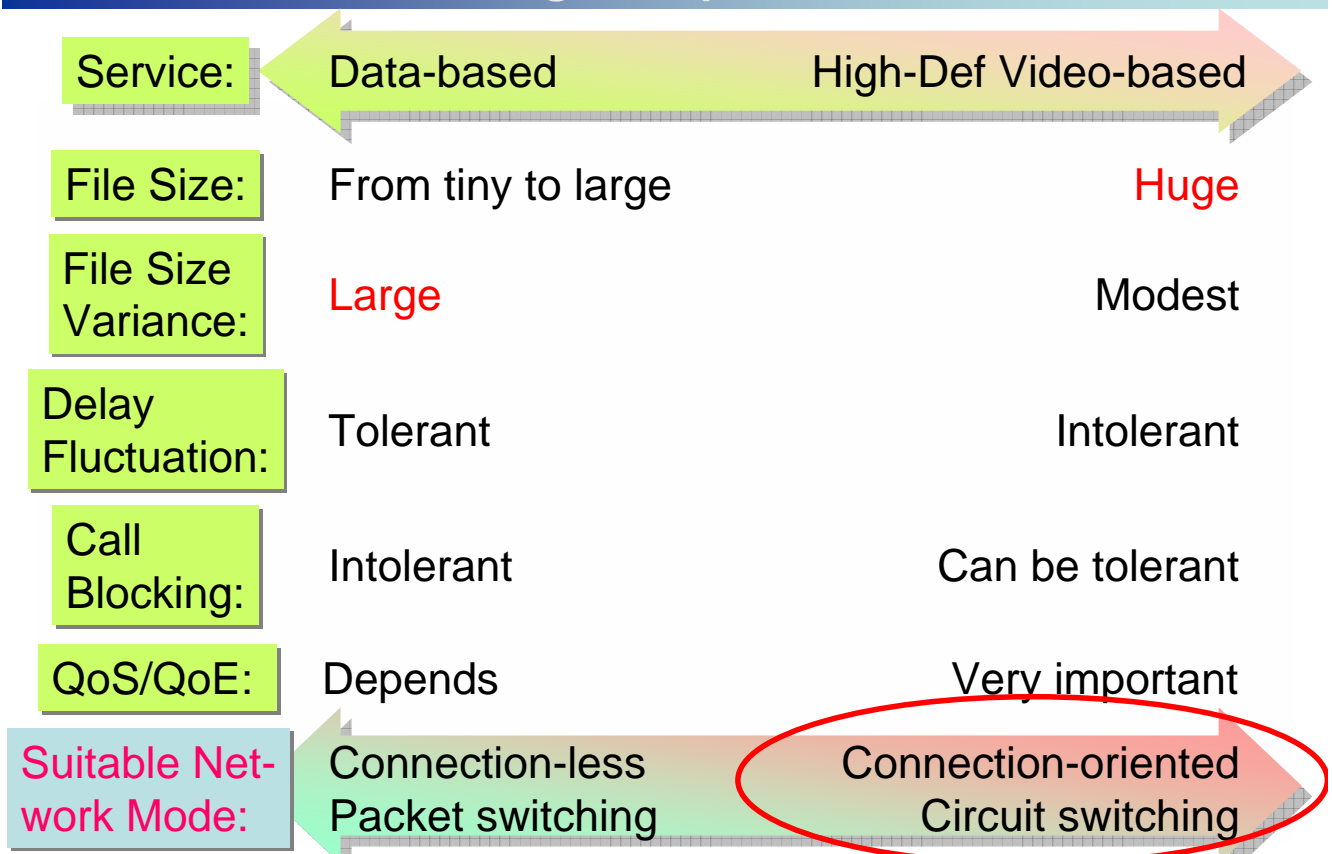 Service: Data-based High-Def Video-based
File Size: From tiny to large Huge
File Size
Variance: Large Modest
Delay
Fluctuation: Tolerant Intolerant
Call
Blocking: Intolerant Can be tolerant
QoS/QoE: Depends Very important
Suitable Net- Connection-less Connection-oriented
work Mode: Packet switching Circuit switching